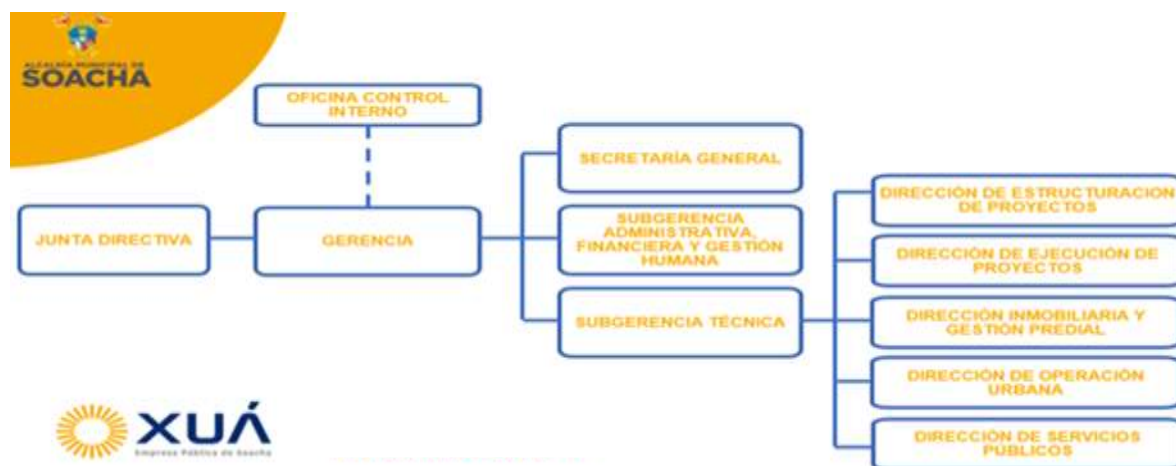 ALCALDÍA MUNICIPAL DE
SOACHA
OFICINA CONTROL
INTERNO
JUNTA DIRECTIVA
GERENCIA
SECRETARÍA GENERAL
SUBGERENCIA
ADMINISTRATIVA,
FINANCIERA Y GESTIÓN
HUMANA
SUBGERENCIA TÉCNICA
DIRECCIÓN DE ESTRUCTURACION
DE PROYECTOS
DIRECCIÓN DE EJECUCIÓN DE
PROYECTOS
DIRECCIÓN INMOBILIARIA Y
GESTIÓN PREDIAL
DIRECCIÓN DE OPERACIÓN
URBANA
DIRECCIÓN DE SERVICIOS
PÚBLICOS
XUÁ
Empresa Pública de Soacha